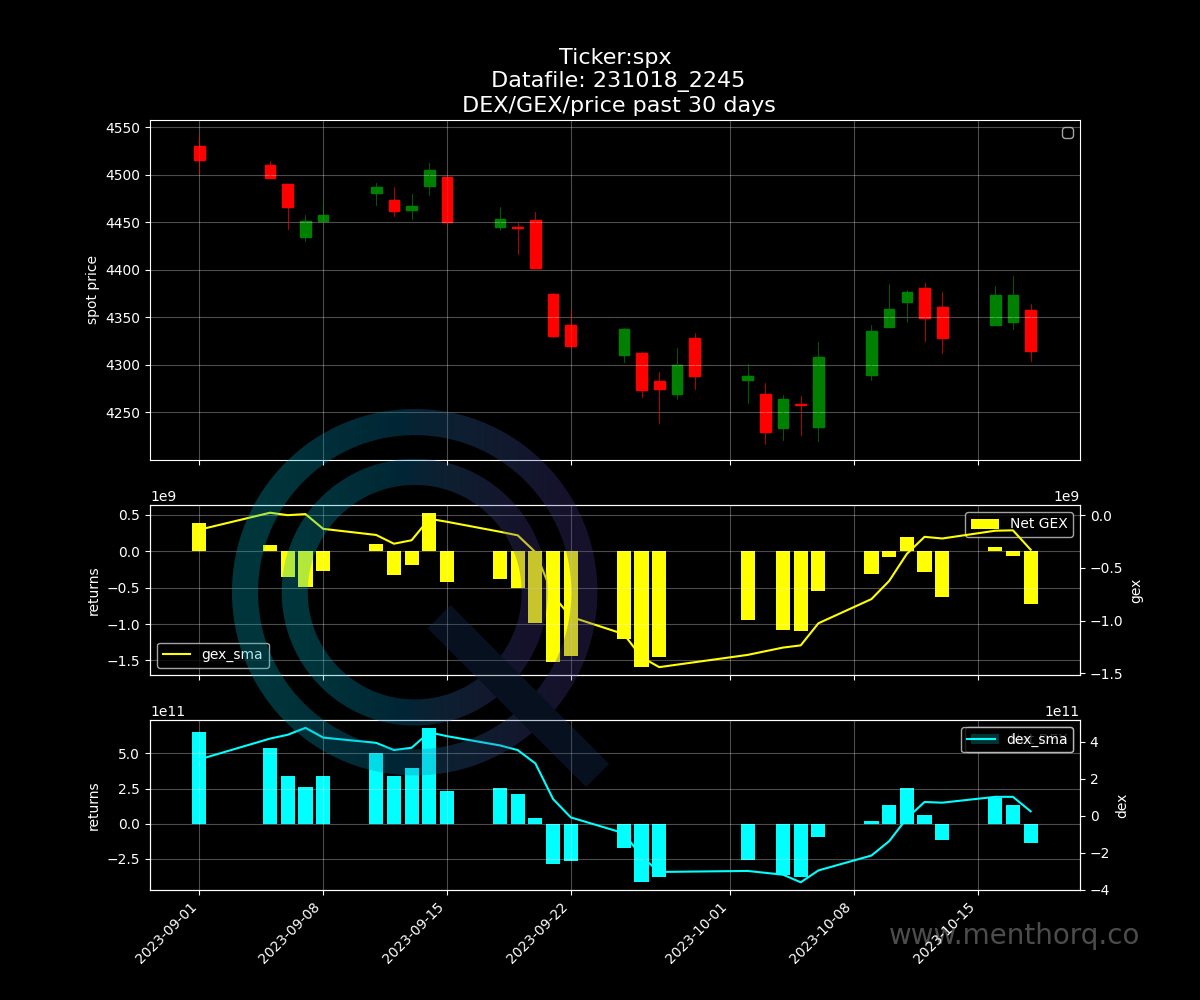 Ticker:spx
Datafile: 231018_2245
DEX/GEX/price past 30 days
4550
4500
4450
4400
4350
4300
4250
spot price
1e9
1e9
0.5
0.0
−0.5
−1.0
−1.5
returns
Net GEX
gex_sma
0.0
−0.5
−1.0
−1.5
gex
1e11
1e11
5.0
2.5
0.0
−2.5
returns
dex_sma
4
2
0
−2
−4
dex
2023-09-01
2023-09-08
2023-09-15
2023-09-22
2023-10-01
2023-10-08
2023-10-15
www.menthorq.co